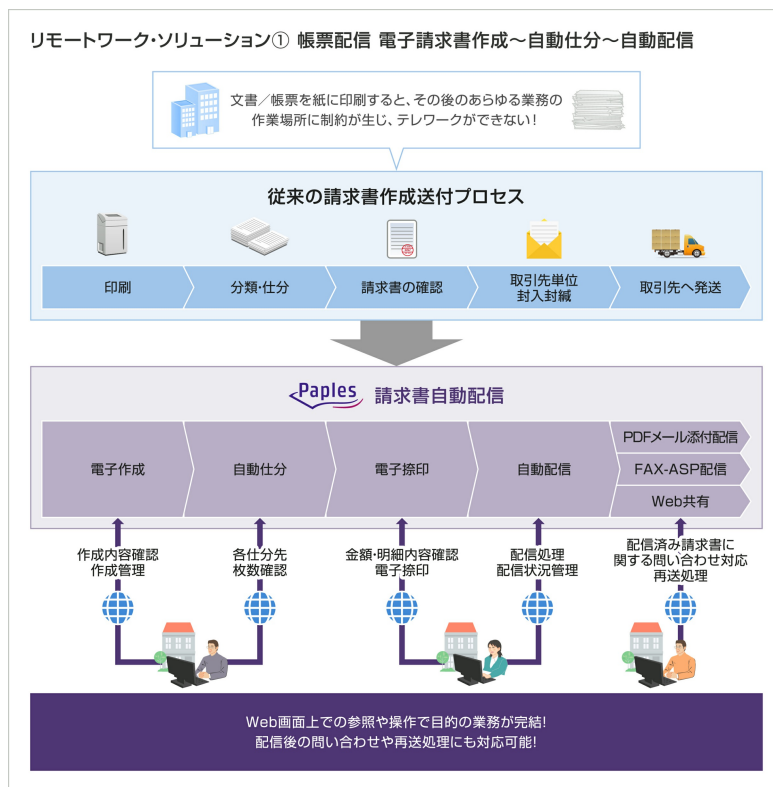 リモートワーク・ソリューション① 帳票配信 電子請求書作成～自動仕分～自動配信
文書／帳票を紙に印刷すると、その後のあらゆる業務の
作業場所に制約が生じ、テレワークができない！
従来の請求書作成送付プロセス
印刷
分類・仕分
請求書の確認
取引先単位
封入封緘
取引先へ発送
Paples 請求書自動配信
電子作成
自動仕分
電子捺印
自動配信
PDFメール添付配信
FAX-ASP配信
Web共有
作成内容確認
作成管理
各仕分先
枚数確認
金額・明細内容確認
電子捺印
配信処理
配信状況管理
配信済み請求書に
関する問い合わせ対応
再送処理
Web画面上での参照や操作で目的の業務が完結！
配信後の問い合わせや再送処理にも対応可能！